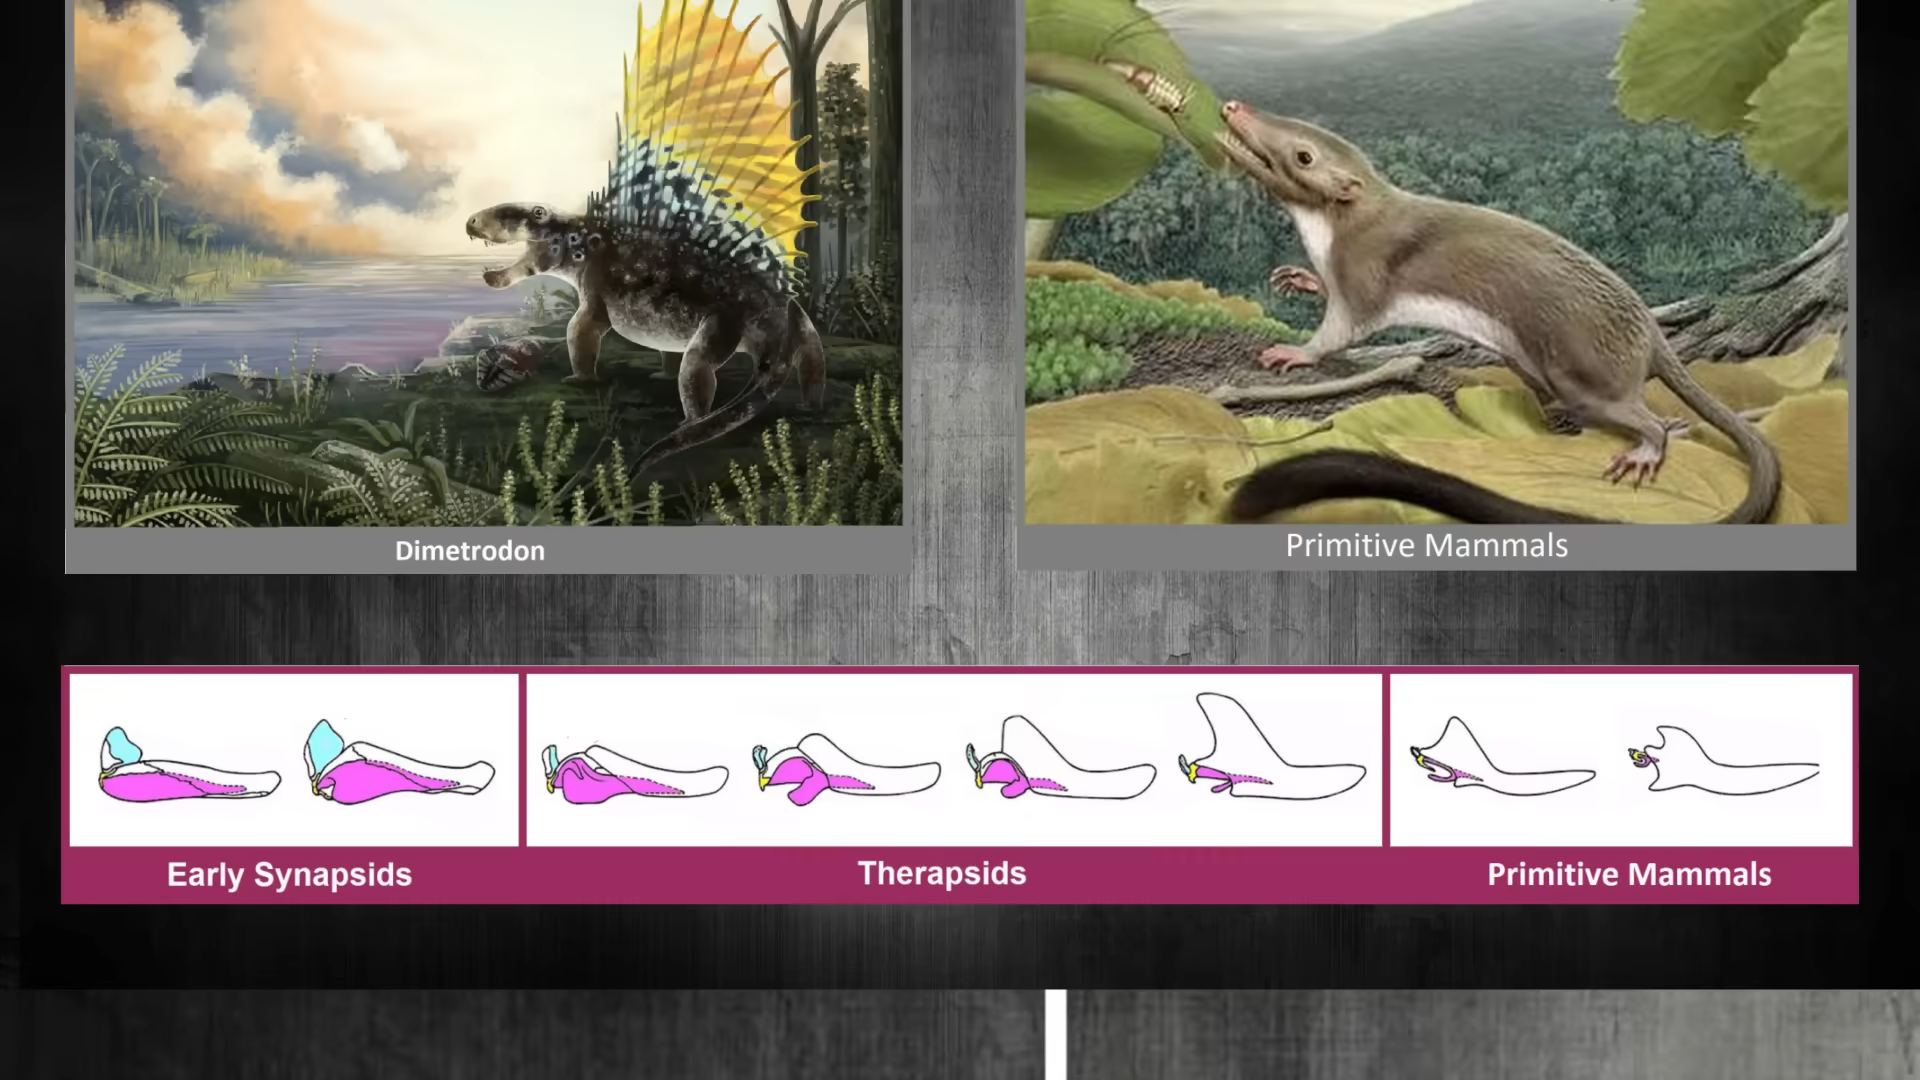 Dimetrodon
Primitive Mammals
Early Synapsids
Therapsids
Primitive Mammals